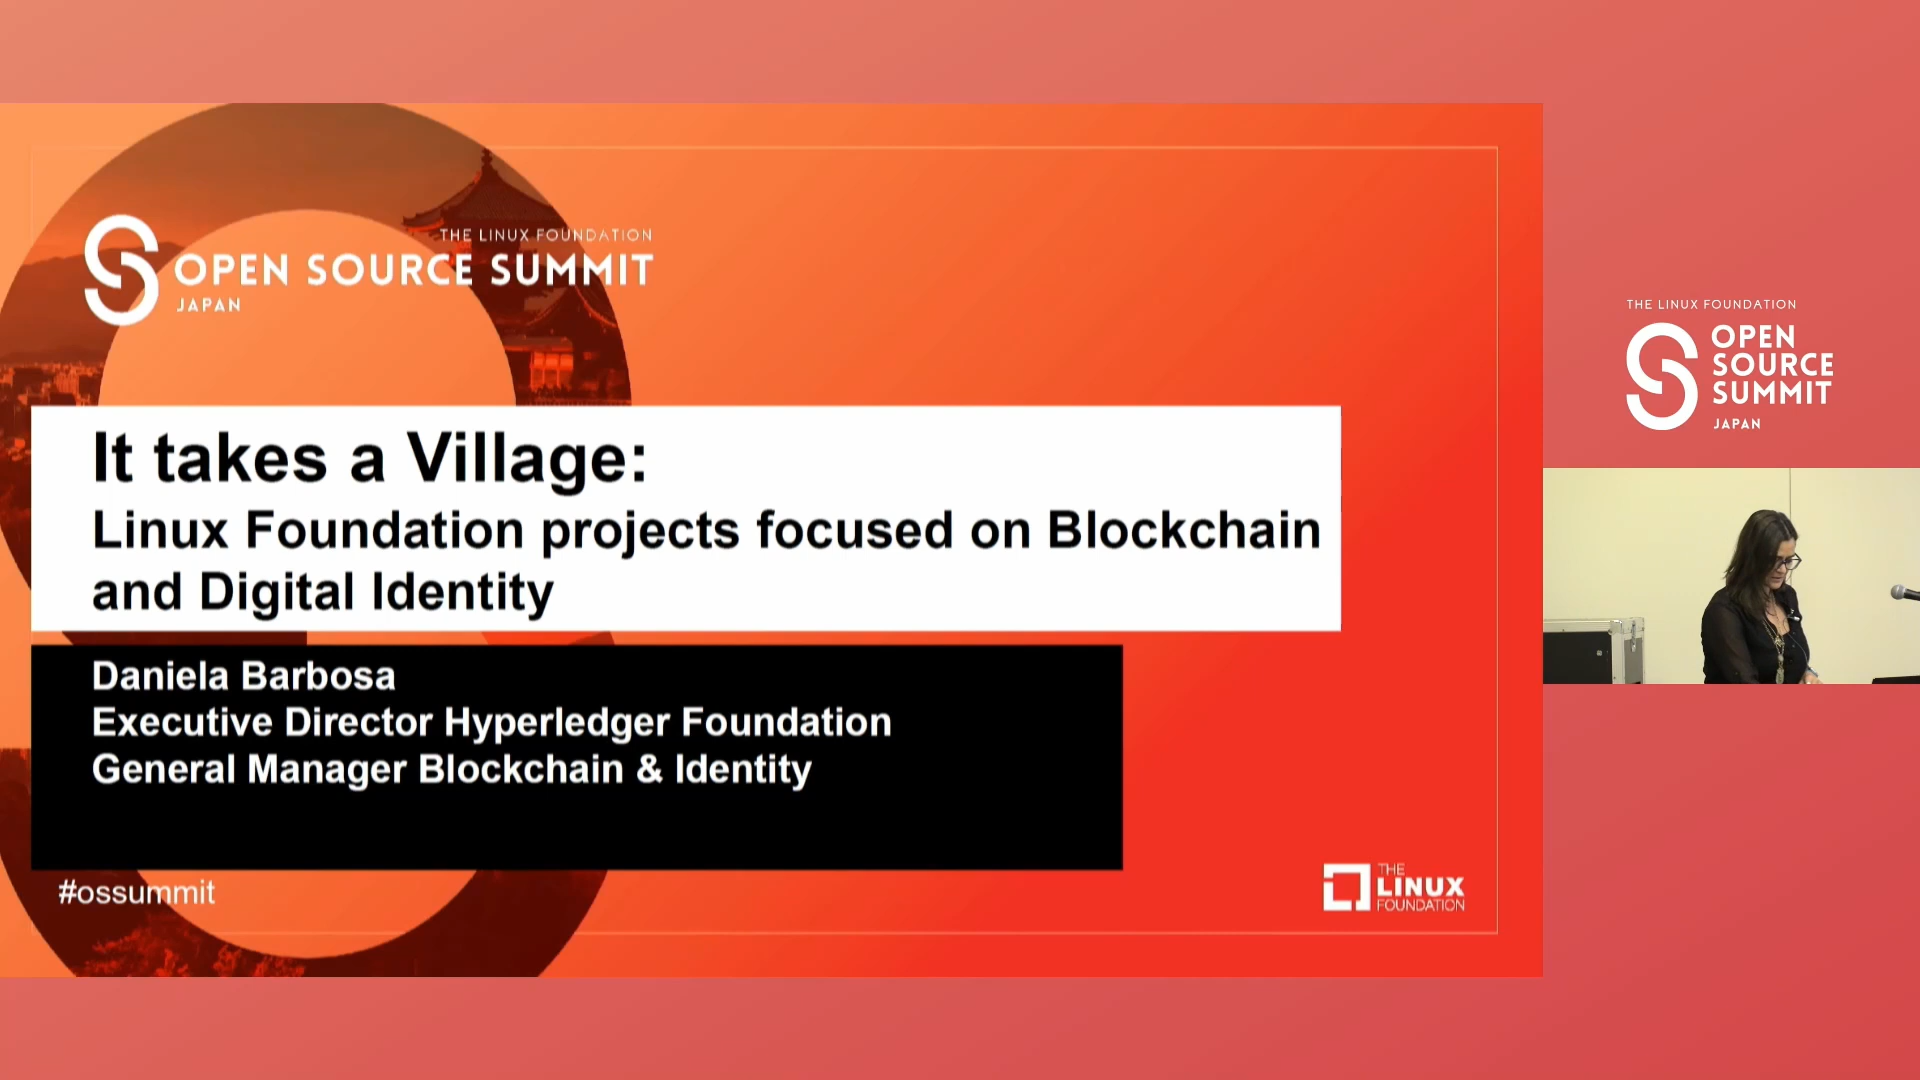 THE LINUX FOUNDATION
OPEN SOURCE SUMMIT
JAPAN
It takes a Village:
Linux Foundation projects focused on Blockchain
and Digital Identity
Daniela Barbosa
Executive Director Hyperledger Foundation
General Manager Blockchain & Identity
#ossummit
THE
LINUX
FOUNDATION
THE LINUX FOUNDATION
OPEN
SOURCE
SUMMIT
JAPAN